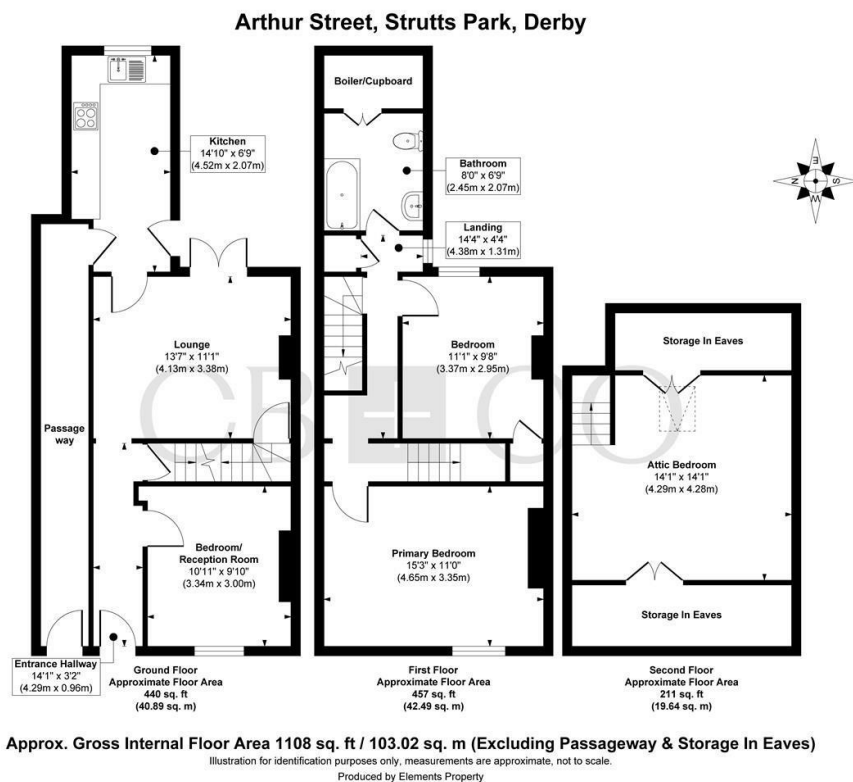 Arthur Street, Strutts Park, Derby
Boiler/Cupboard
Kitchen
14'10" x 6'9"
(4.52m x 2.07m)
Bathroom
8'0" x 6'9"
(2.45m x 2.07m)
N
E
S
W
Landing
14'4" x 4'4"
(4.38m x 1.31m)
Lounge
13'7" x 11'1"
(4.13m x 3.38m)
Bedroom
11'1" x 9'8"
(3.37m x 2.95m)
Storage In Eaves
CB + CO
Passage
way
Attic Bedroom
14'1" x 14'1"
(4.29m x 4.28m)
Bedroom/
Reception Room
10'11" x 9'10"
(3.34m x 3.00m)
Primary Bedroom
15'3" x 11'0"
(4.65m x 3.35m)
Storage In Eaves
Entrance Hallway
14'1" x 3'2"
(4.29m x 0.96m)
Ground Floor
Approximate Floor Area
440 sq. ft
(40.89 sq. m)
First Floor
Approximate Floor Area
457 sq. ft
(42.49 sq. m)
Second Floor
Approximate Floor Area
211 sq. ft
(19.64 sq. m)
Approx. Gross Internal Floor Area 1108 sq. ft / 103.02 sq. m (Excluding Passageway & Storage In Eaves)
Illustration for identification purposes only, measurements are approximate, not to scale.
Produced by Elements Property